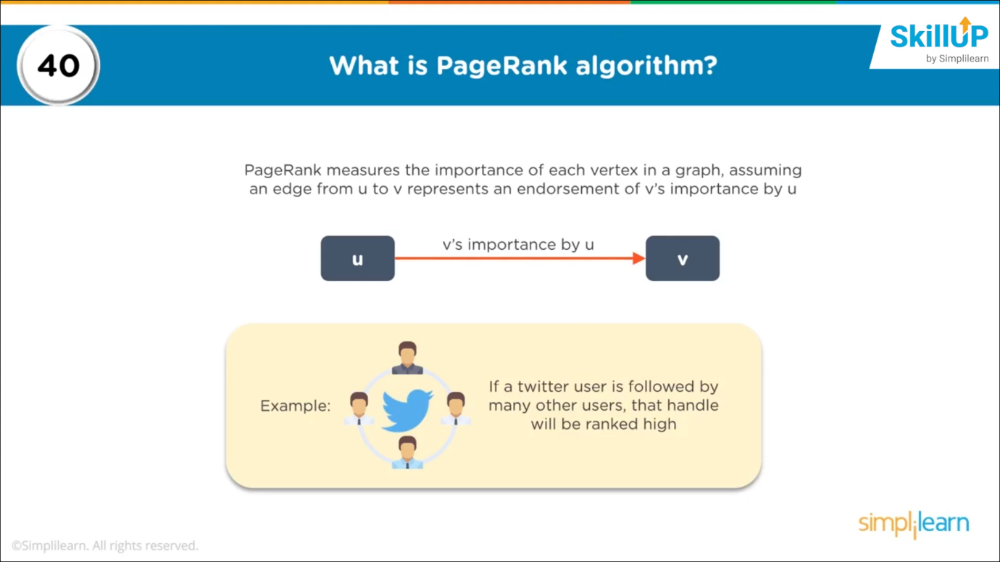 40
What is PageRank algorithm?
SkillUP
by Simplilearn
PageRank measures the importance of each vertex in a graph, assuming
an edge from u to v represents an endorsement of v's importance by u
u
v's importance by u
v
Example:
If a twitter user is followed by
many other users, that handle
will be ranked high
simplilearn
©Simplilearn. All rights reserved.